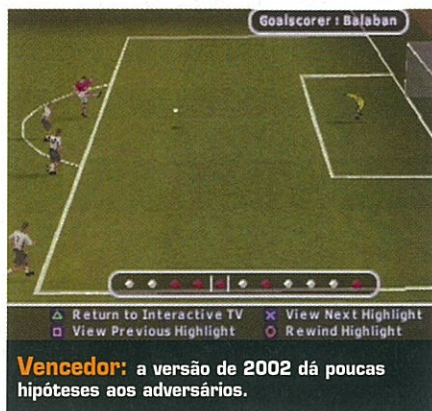 Goalscorer : Balaban
△ Return to Interactive TV
✕ View Next Highlight
□ View Previous Highlight
○ Rewind Highlight
Vencedor: a versão de 2002 dá poucas
hipóteses aos adversários.